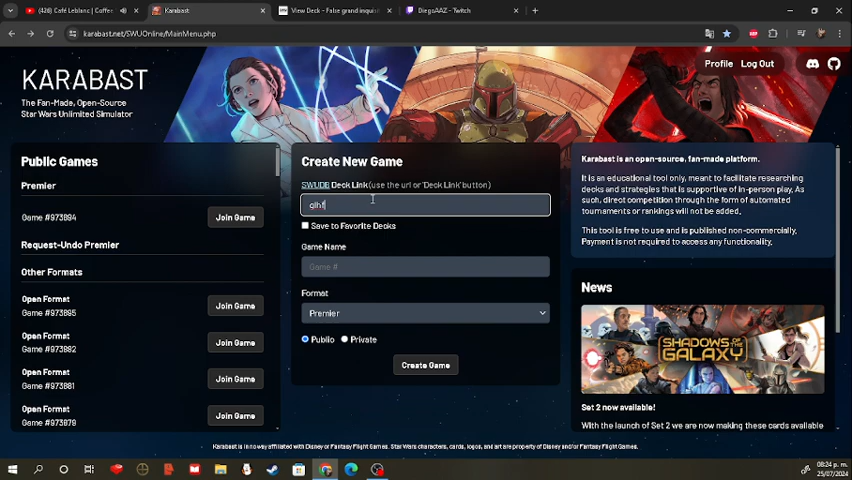 (428) Café Leblanc | Coffee
Karabast
View Deck - False grand inquisi
DiegoAAZ - Twitch
karabast.net/SWUOnline/MainMenu.php
KARABAST
The Fan-Made, Open-Source
Star Wars Unlimited Simulator
Profile Log Out
Public Games
Premier
Game #973894 Join Game
Request-Undo Premier
Other Formats
Open Format
Game #973895 Join Game
Open Format
Game #973882 Join Game
Open Format
Game #973881 Join Game
Open Format
Game #973879 Join Game
Create New Game
SWUDB Deck Link (use the url or 'Deck Link' button)
glhf
Save to Favorite Decks
Game Name
Game #
Format
Premier
Public Private
Create Game
Karabast is an open-source, fan-made platform.
It is an educational tool only, meant to facilitate researching
decks and strategies that is supportive of in-person play. As
such, direct competition through the form of automated
tournaments or rankings will not be added.
This tool is free to use and is published non-commercially.
Payment is not required to access any functionality.
News
SHADOWS OF THE
GALAXY
Set 2 now available!
With the launch of Set 2 we are now making these cards available
Karabast is in no way affiliated with Disney or Fantasy Flight Games. Star Wars characters, cards, logos, and art are property of Disney and/or Fantasy Flight Games.
08:24 p. m.
25/07/2024